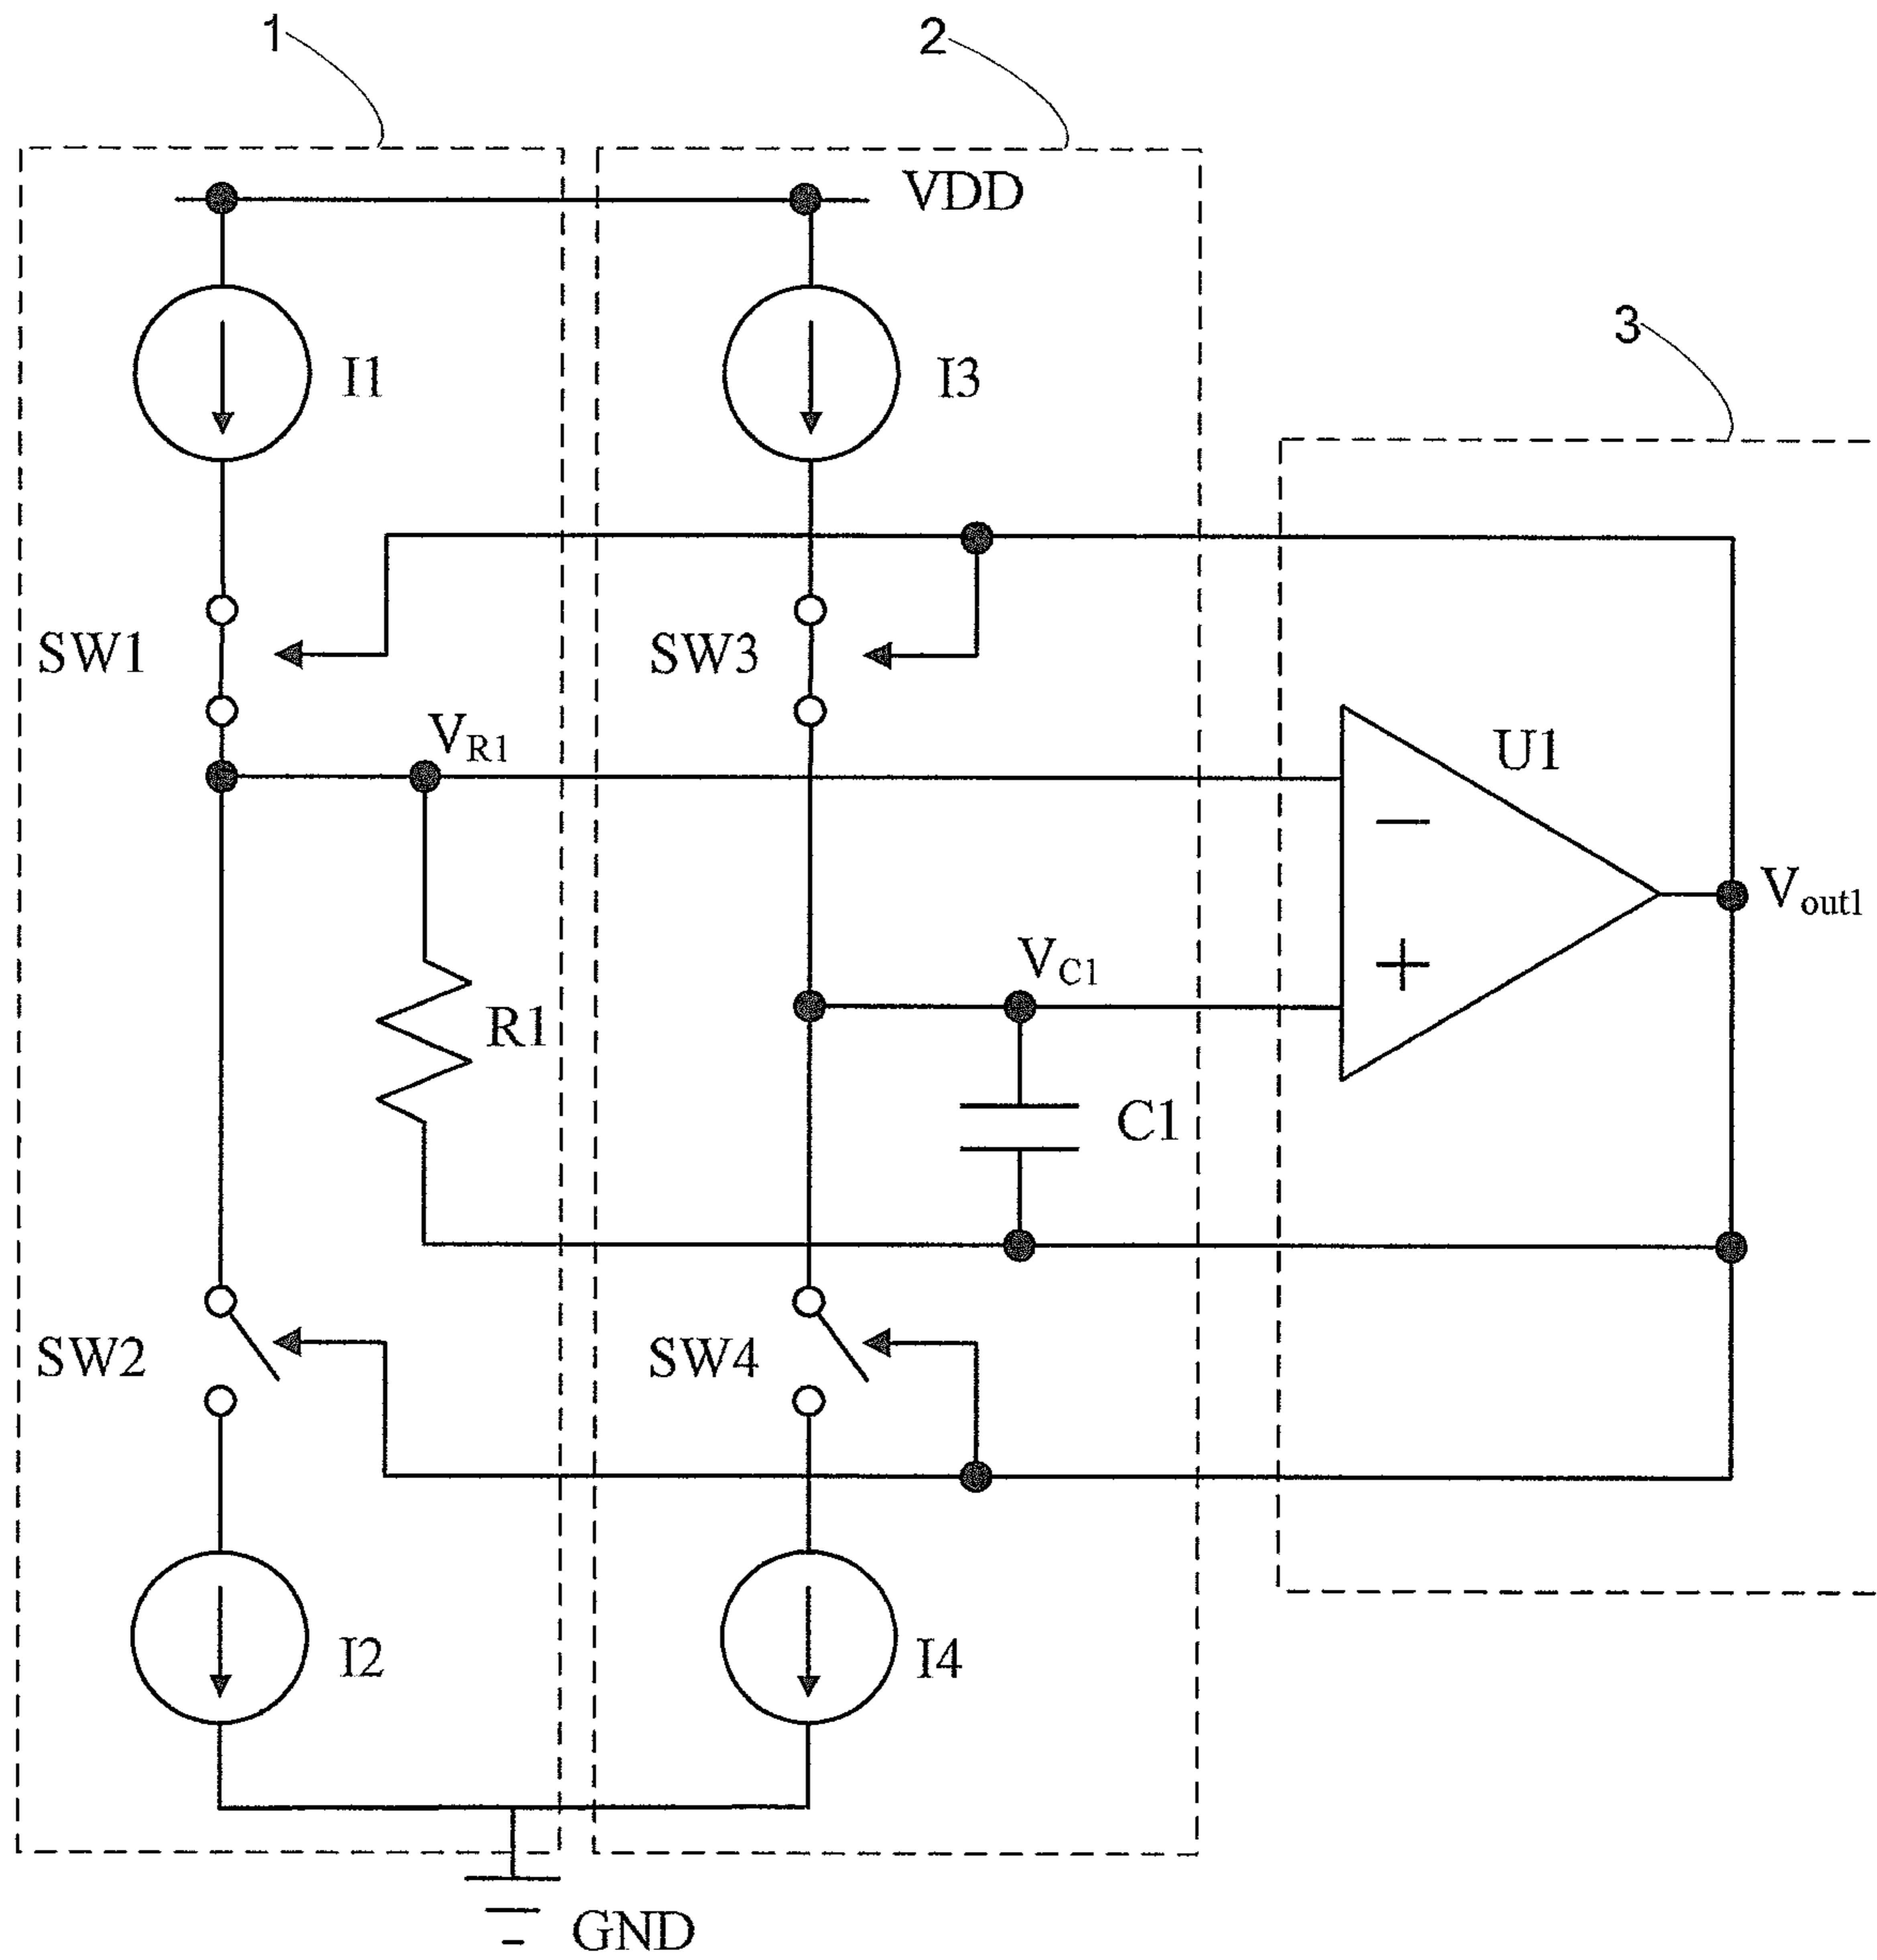 1
2
VDD
I1
I3
3
SW1
SW3
VR1
U1
−
Vout1
VC1
+
R1
C1
SW2
SW4
I2
I4
GND